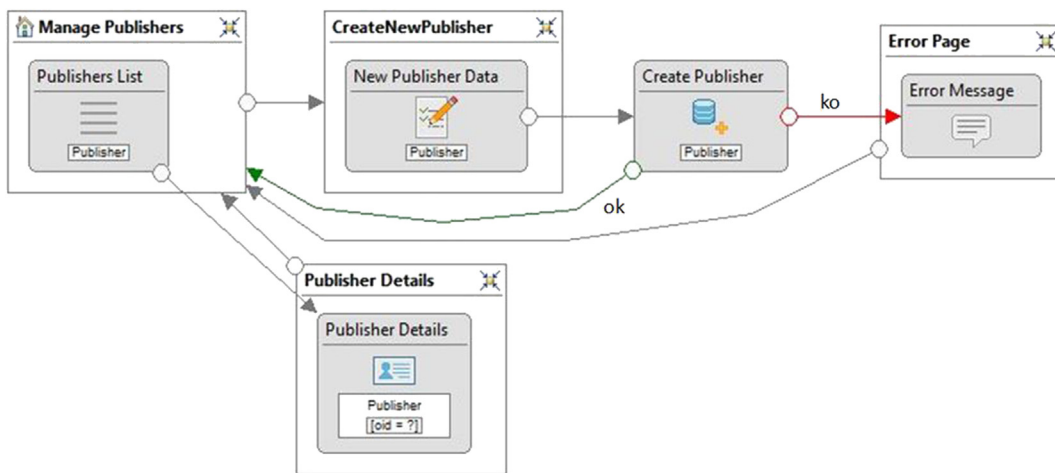 Manage Publishers
Publishers List
Publisher
CreateNewPublisher
New Publisher Data
Publisher
Create Publisher
Publisher
ko
ok
Error Page
Error Message
Publisher Details
Publisher Details
Publisher
[oid = ?]